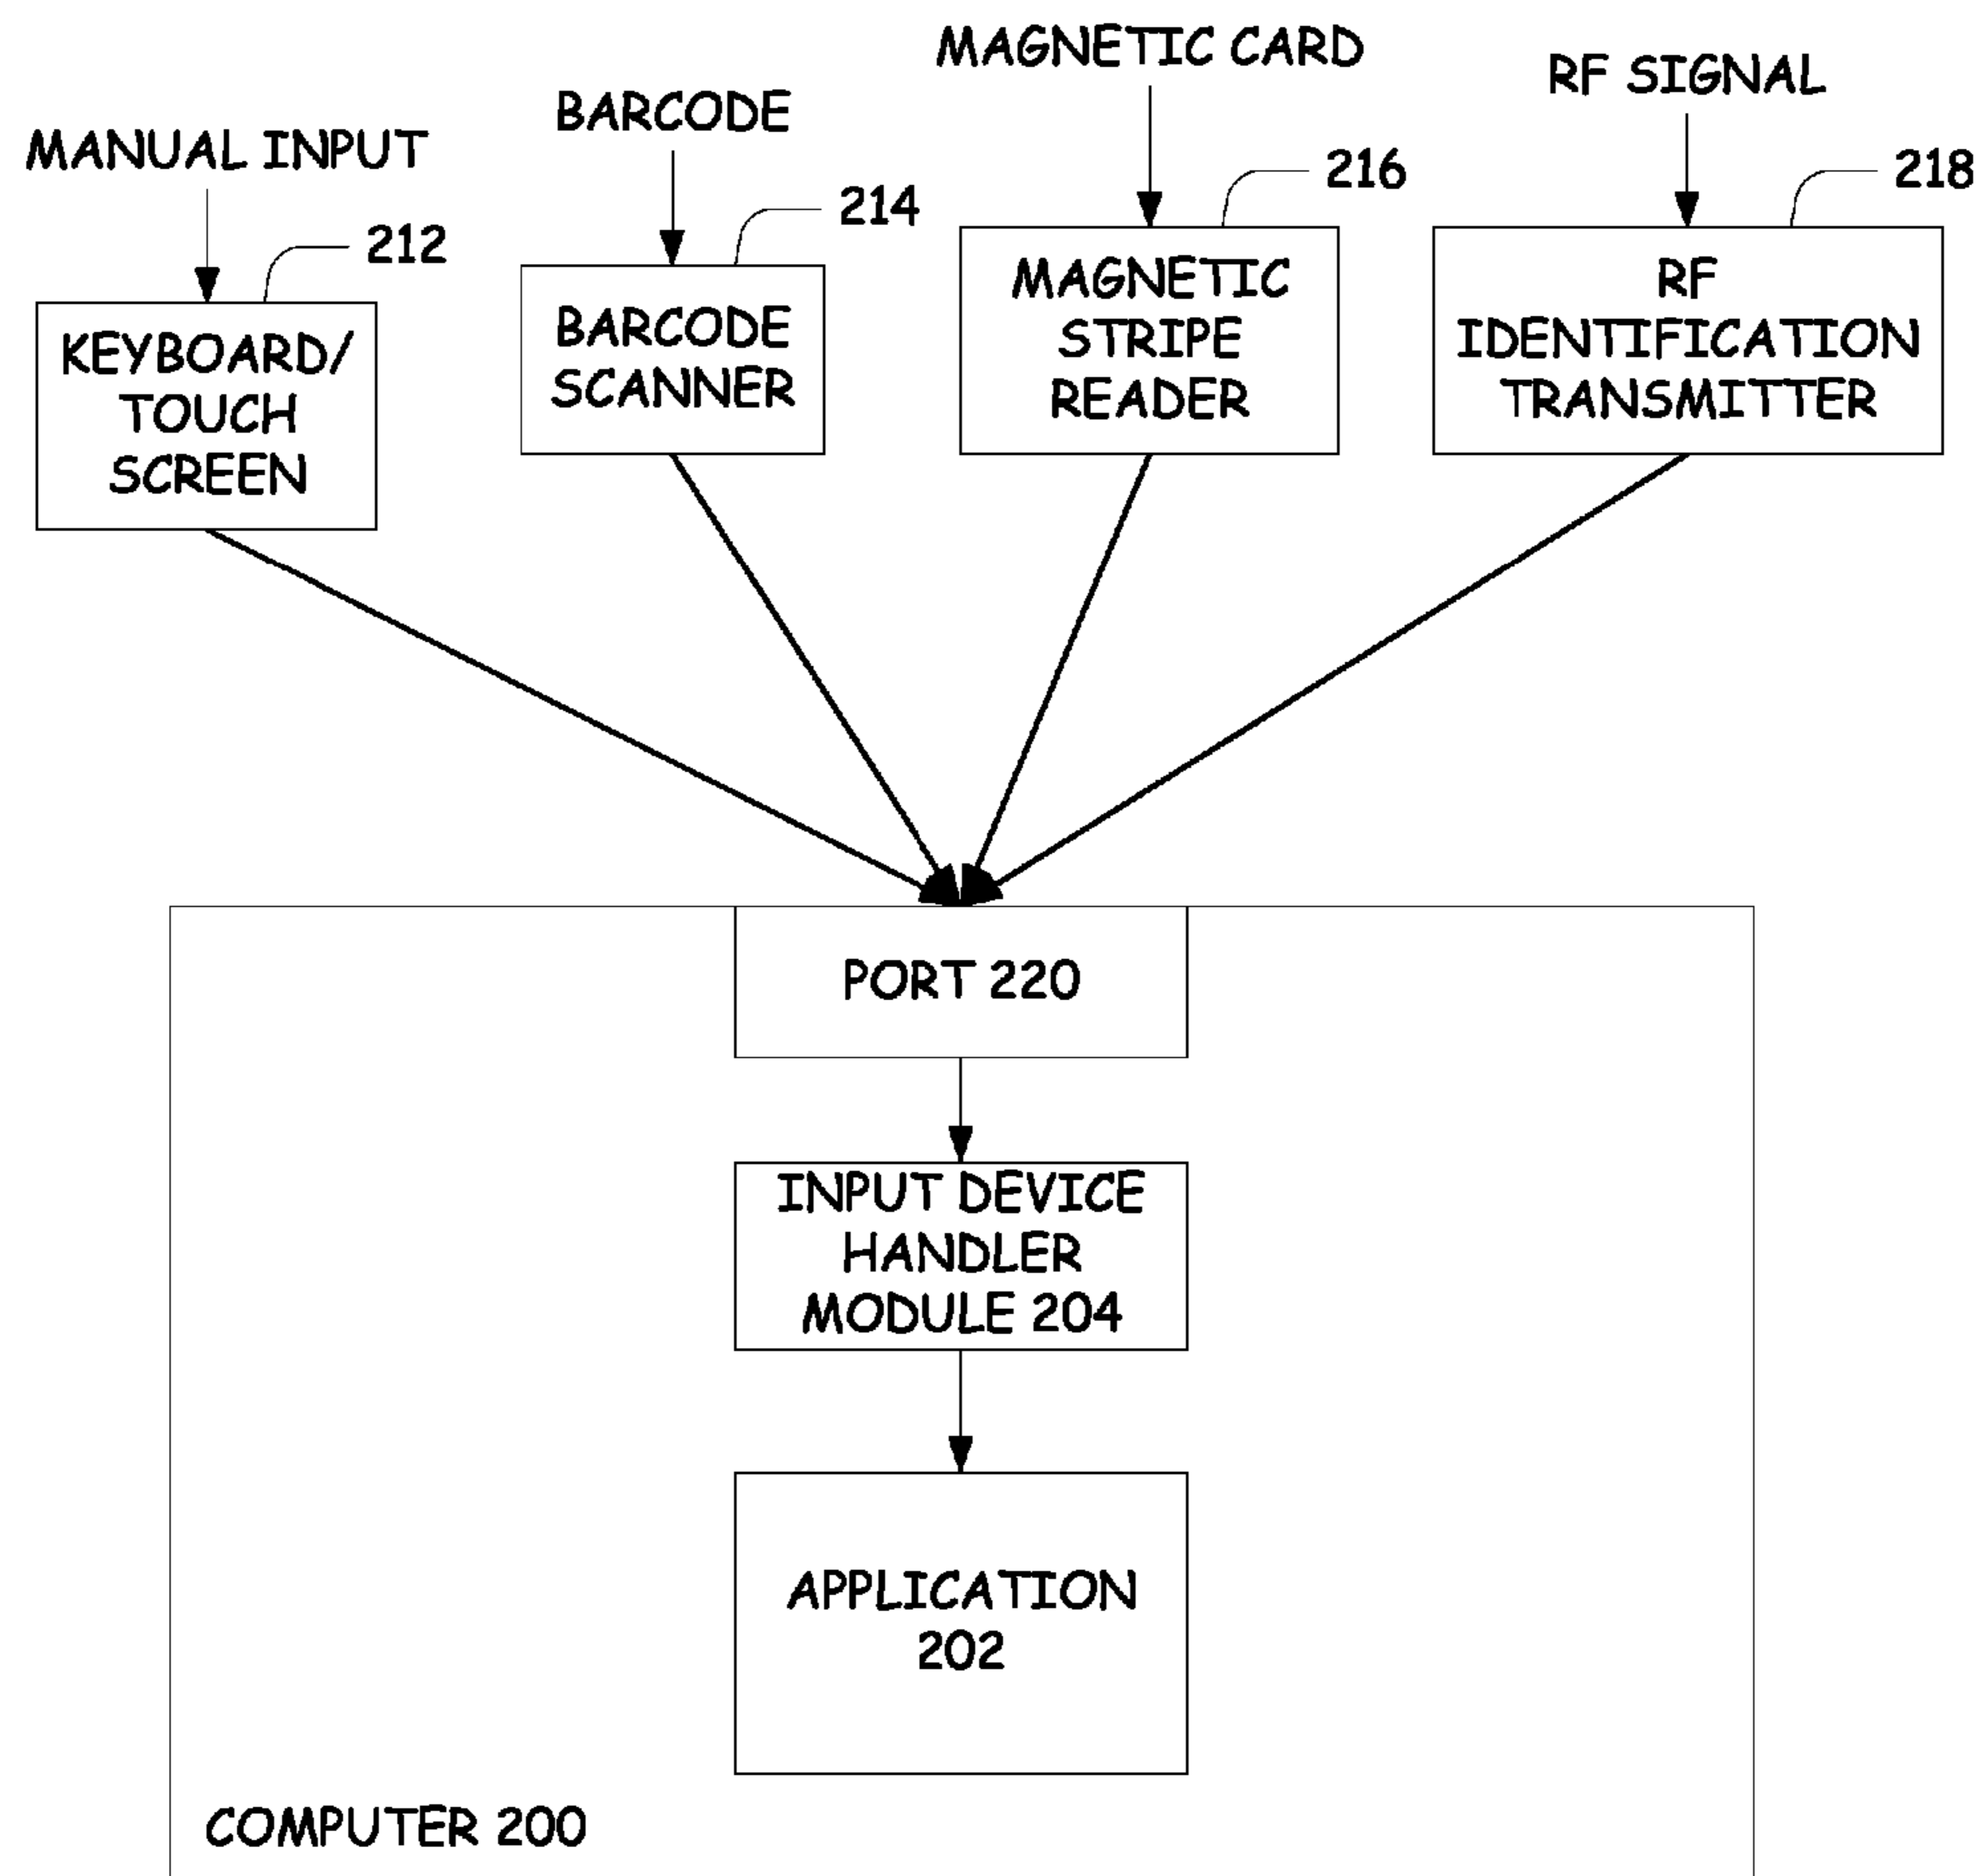 MAGNETIC CARD
RF SIGNAL
BARCODE
MANUAL INPUT
216
218
214
212
KEYBOARD/
TOUCH
SCREEN
BARCODE
SCANNER
MAGNETIC
STRIPE
READER
RF
IDENTIFICATION
TRANSMITTER
PORT 220
INPUT DEVICE
HANDLER
MODULE 204
APPLICATION
202
COMPUTER 200